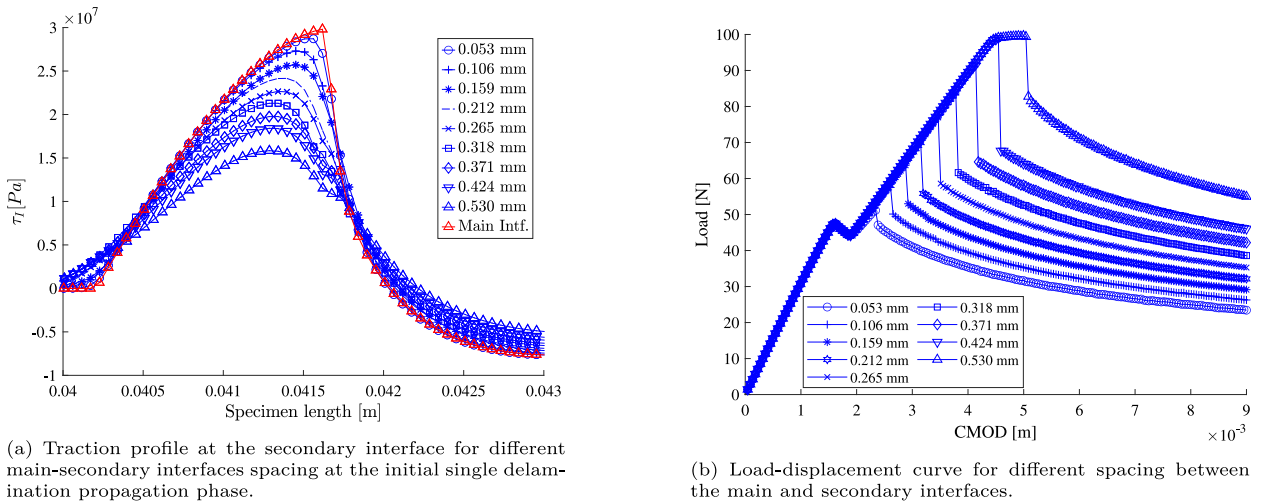 ×10⁷
3
2.5
2
1.5
1
0.5
0
-0.5
-1
τ_I [Pa]
0.04 0.0405 0.041 0.0415 0.042 0.0425 0.043
Specimen length [m]
0.053 mm
0.106 mm
0.159 mm
0.212 mm
0.265 mm
0.318 mm
0.371 mm
0.424 mm
0.530 mm
Main Intf.
(a) Traction profile at the secondary interface for different
main-secondary interfaces spacing at the initial single delam-
ination propagation phase.
100
90
80
70
60
50
40
30
20
10
0
Load [N]
0 1 2 3 4 5 6 7 8 9
CMOD [m]
×10⁻³
0.053 mm 0.318 mm
0.106 mm 0.371 mm
0.159 mm 0.424 mm
0.212 mm 0.530 mm
0.265 mm
(b) Load-displacement curve for different spacing between
the main and secondary interfaces.